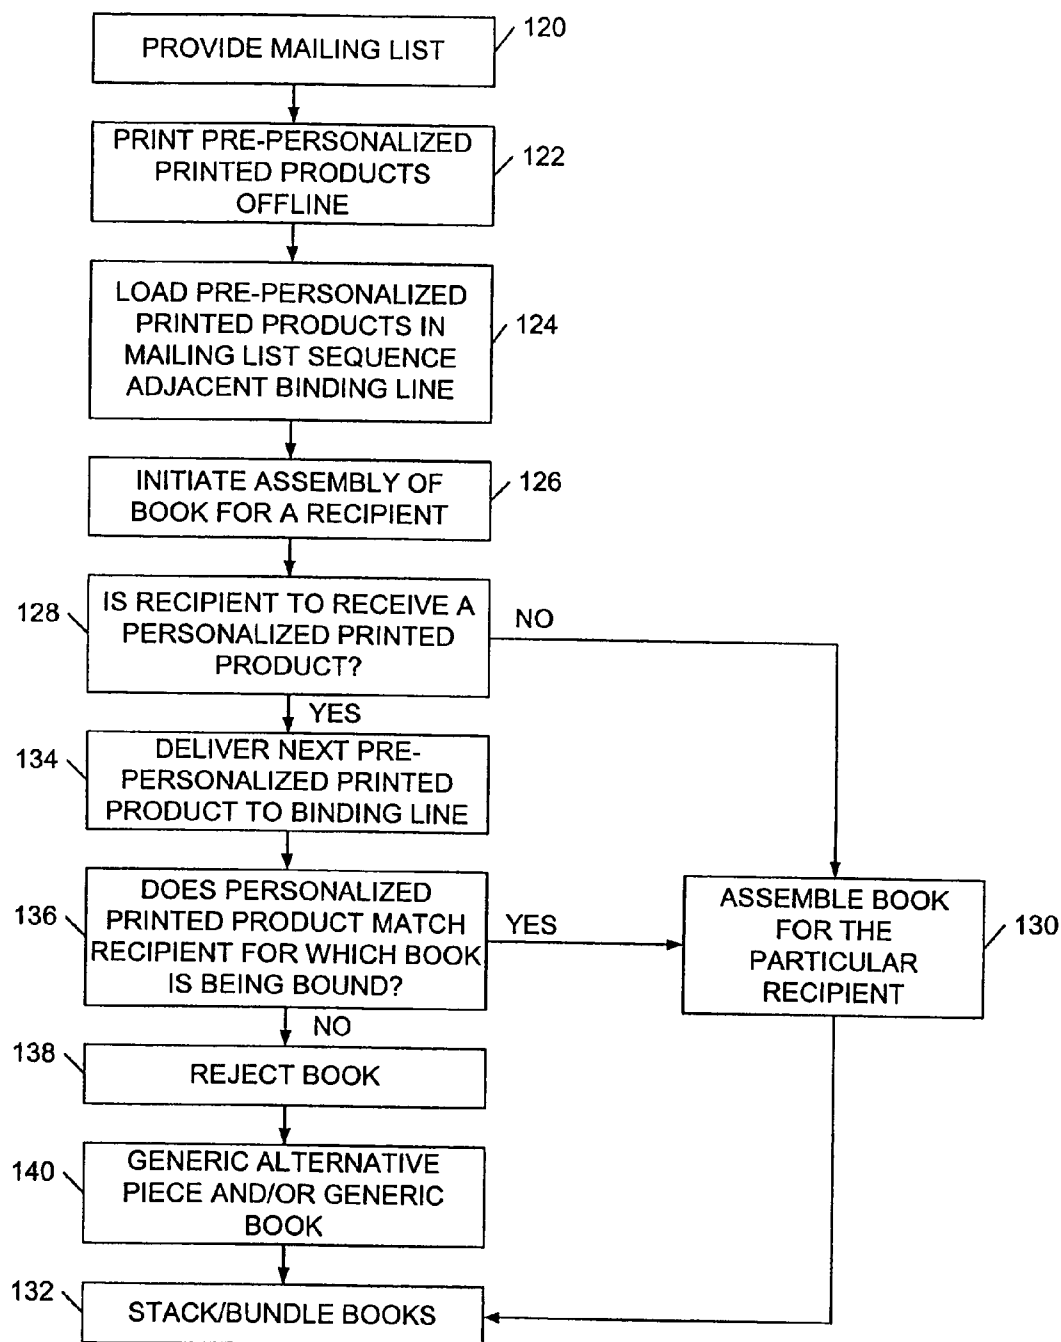 PROVIDE MAILING LIST
120
PRINT PRE-PERSONALIZED
PRINTED PRODUCTS
OFFLINE
122
LOAD PRE-PERSONALIZED
PRINTED PRODUCTS IN
MAILING LIST SEQUENCE
ADJACENT BINDING LINE
124
INITIATE ASSEMBLY OF
BOOK FOR A RECIPIENT
126
128
IS RECIPIENT TO RECEIVE A
PERSONALIZED PRINTED
PRODUCT?
NO
YES
134
DELIVER NEXT PRE-
PERSONALIZED PRINTED
PRODUCT TO BINDING LINE
136
DOES PERSONALIZED
PRINTED PRODUCT MATCH
RECIPIENT FOR WHICH BOOK
IS BEING BOUND?
YES
ASSEMBLE BOOK
FOR THE
PARTICULAR
RECIPIENT
130
NO
138
REJECT BOOK
140
GENERIC ALTERNATIVE
PIECE AND/OR GENERIC
BOOK
132
STACK/BUNDLE BOOKS